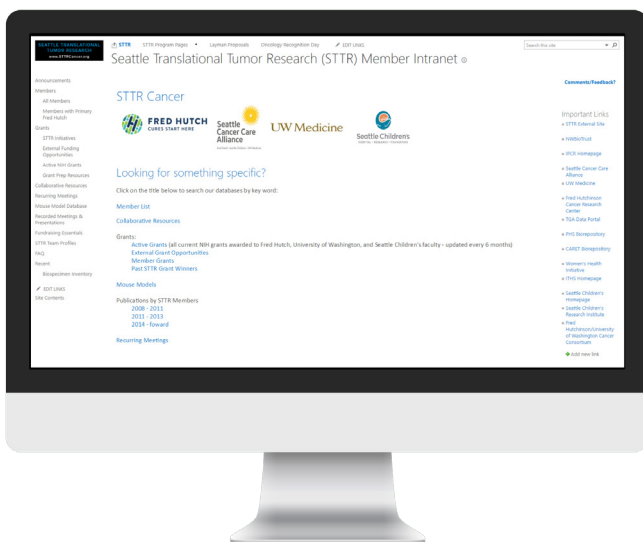 SEATTLE TRANSLATIONAL
TUMOR RESEARCH
www.STTRCancer.org
STTR STTR Program Pages Layman Proposals Oncology Recognition Day EDIT LINKS
Search this site
Seattle Translational Tumor Research (STTR) Member Intranet
Comments/Feedback?
Announcements
Members
All Members
Members with Primary
Fred Hutch
Grants
STTR Initiatives
External Funding
Opportunities
Active NIH Grants
Grant Prep Resources
Collaborative Resources
Recurring Meetings
Mouse Model Database
Recorded Meetings &
Presentations
Fundraising Essentials
STTR Team Profiles
FAQ
Recent
Biospecimen Inventory
EDIT LINKS
Site Contents
STTR Cancer
FRED HUTCH
CURES START HERE
Seattle
Cancer Care
Alliance
UW Medicine
Seattle Children's
HOSPITAL • RESEARCH • FOUNDATION
Looking for something specific?
Click on the title below to search our databases by key word:
Member List
Collaborative Resources
Grants:
Active Grants (all current NIH grants awarded to Fred Hutch, University of Washington, and Seattle Children's faculty - updated every 6 months)
External Grant Opportunities
Member Grants
Past STTR Grant Winners
Mouse Models
Publications by STTR Members
2008 - 2011
2011 - 2013
2014 - foward
Recurring Meetings
Important Links
STTR External Site
NWBioTrust
IPCR Homepage
Seattle Cancer Care
Alliance
UW Medicine
Fred Hutchinson
Cancer Research
Center
TGA Data Portal
PHS Biorepository
CARET Biorepository
Women's Health
Initiative
ITHS Homepage
Seattle Children's
Homepage
Seattle Children's
Research Institute
Fred
Hutchinson/University
of Washington Cancer
Consortium
Add new link